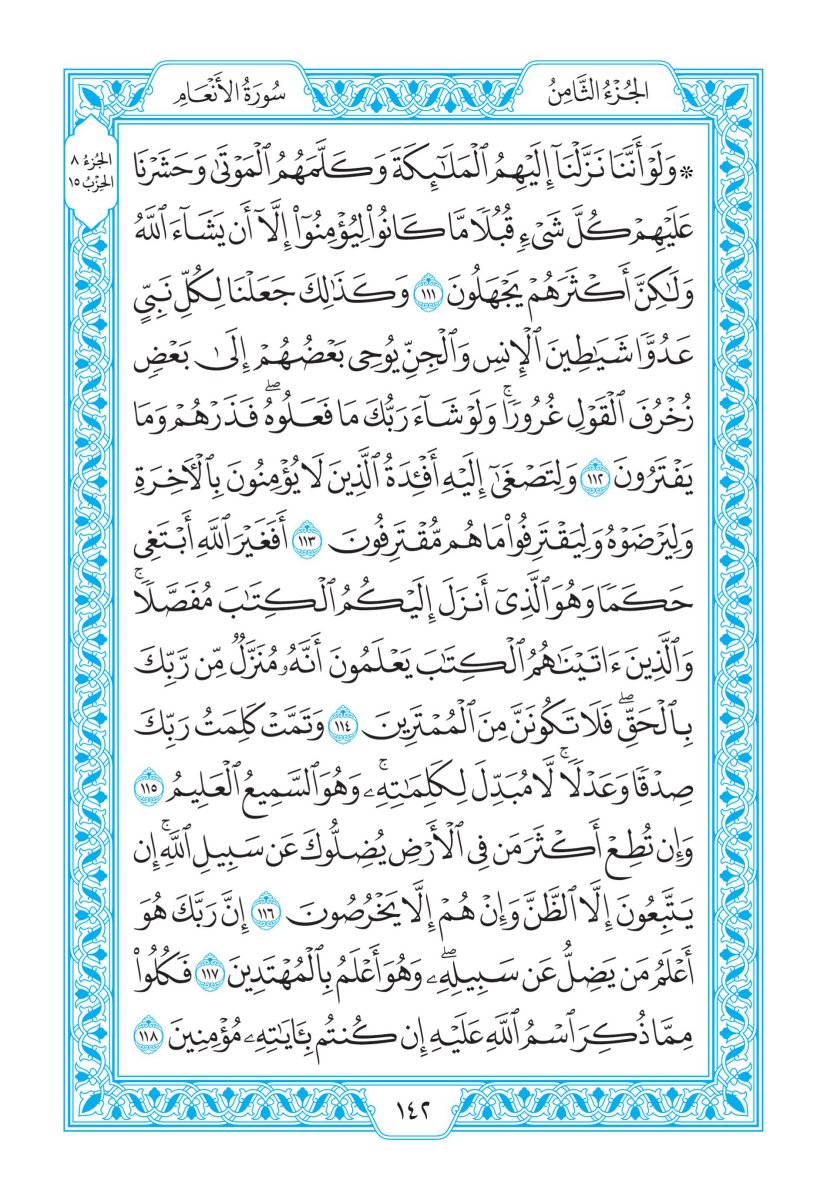 الجُزْءُ الثَّامِنُ
سُورَةُ الأَنْعَامِ
الجُزءُ ٨
الحِزْبُ ١٥
* وَلَوْ أَنَّنَا نَزَّلْنَآ إِلَيْهِمُ ٱلْمَلَٰٓئِكَةَ وَكَلَّمَهُمُ ٱلْمَوْتَىٰ وَحَشَرْنَا
عَلَيْهِمْ كُلَّ شَىْءٍ قُبُلًا مَّا كَانُوا۟ لِيُؤْمِنُوٓا۟ إِلَّآ أَن يَشَآءَ ٱللَّهُ
وَلَٰكِنَّ أَكْثَرَهُمْ يَجْهَلُونَ ١١١ وَكَذَٰلِكَ جَعَلْنَا لِكُلِّ نَبِىٍّ
عَدُوًّا شَيَٰطِينَ ٱلْإِنسِ وَٱلْجِنِّ يُوحِى بَعْضُهُمْ إِلَىٰ بَعْضٍ
زُخْرُفَ ٱلْقَوْلِ غُرُورًا ۚ وَلَوْ شَآءَ رَبُّكَ مَا فَعَلُوهُ ۖ فَذَرْهُمْ وَمَا
يَفْتَرُونَ ١١٢ وَلِتَصْغَىٰٓ إِلَيْهِ أَفْـِٔدَةُ ٱلَّذِينَ لَا يُؤْمِنُونَ بِٱلْـَٔاخِرَةِ
وَلِيَرْضَوْهُ وَلِيَقْتَرِفُوا۟ مَا هُم مُّقْتَرِفُونَ ١١٣ أَفَغَيْرَ ٱللَّهِ أَبْتَغِى
حَكَمًا وَهُوَ ٱلَّذِىٓ أَنزَلَ إِلَيْكُمُ ٱلْكِتَٰبَ مُفَصَّلًا ۚ
وَٱلَّذِينَ ءَاتَيْنَٰهُمُ ٱلْكِتَٰبَ يَعْلَمُونَ أَنَّهُۥ مُنَزَّلٌ مِّن رَّبِّكَ
بِٱلْحَقِّ ۖ فَلَا تَكُونَنَّ مِنَ ٱلْمُمْتَرِينَ ١١٤ وَتَمَّتْ كَلِمَتُ رَبِّكَ
صِدْقًا وَعَدْلًا ۚ لَّا مُبَدِّلَ لِكَلِمَٰتِهِۦ ۚ وَهُوَ ٱلسَّمِيعُ ٱلْعَلِيمُ ١١٥
وَإِن تُطِعْ أَكْثَرَ مَن فِى ٱلْأَرْضِ يُضِلُّوكَ عَن سَبِيلِ ٱللَّهِ ۚ إِن
يَتَّبِعُونَ إِلَّا ٱلظَّنَّ وَإِنْ هُمْ إِلَّا يَخْرُصُونَ ١١٦ إِنَّ رَبَّكَ هُوَ
أَعْلَمُ مَن يَضِلُّ عَن سَبِيلِهِۦ ۖ وَهُوَ أَعْلَمُ بِٱلْمُهْتَدِينَ ١١٧ فَكُلُوا۟
مِمَّا ذُكِرَ ٱسْمُ ٱللَّهِ عَلَيْهِ إِن كُنتُم بِـَٔايَٰتِهِۦ مُؤْمِنِينَ ١١٨
١٤٢